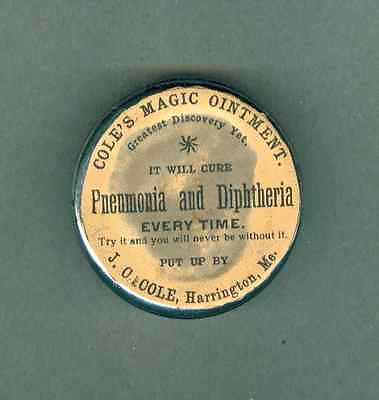 COLE'S MAGIC OINTMENT.
Greatest Discovery Yet.
IT WILL CURE
Pneumonia and Diphtheria
EVERY TIME.
Try it and you will never be without it.
PUT UP BY
J. O. COLE, Harrington, Me.